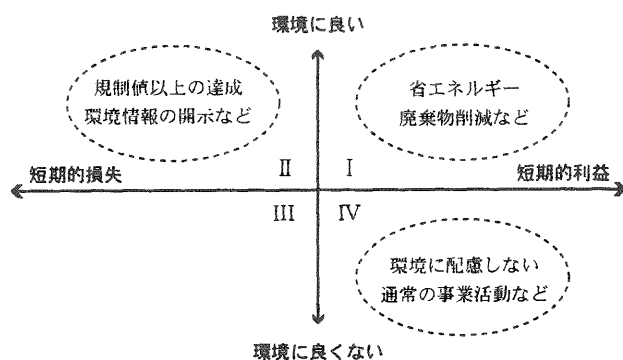 環境に良い
規制値以上の達成
環境情報の開示など
省エネルギー
廃棄物削減など
短期的損失
II
I
短期的利益
III
IV
環境に配慮しない
通常の事業活動など
環境に良くない